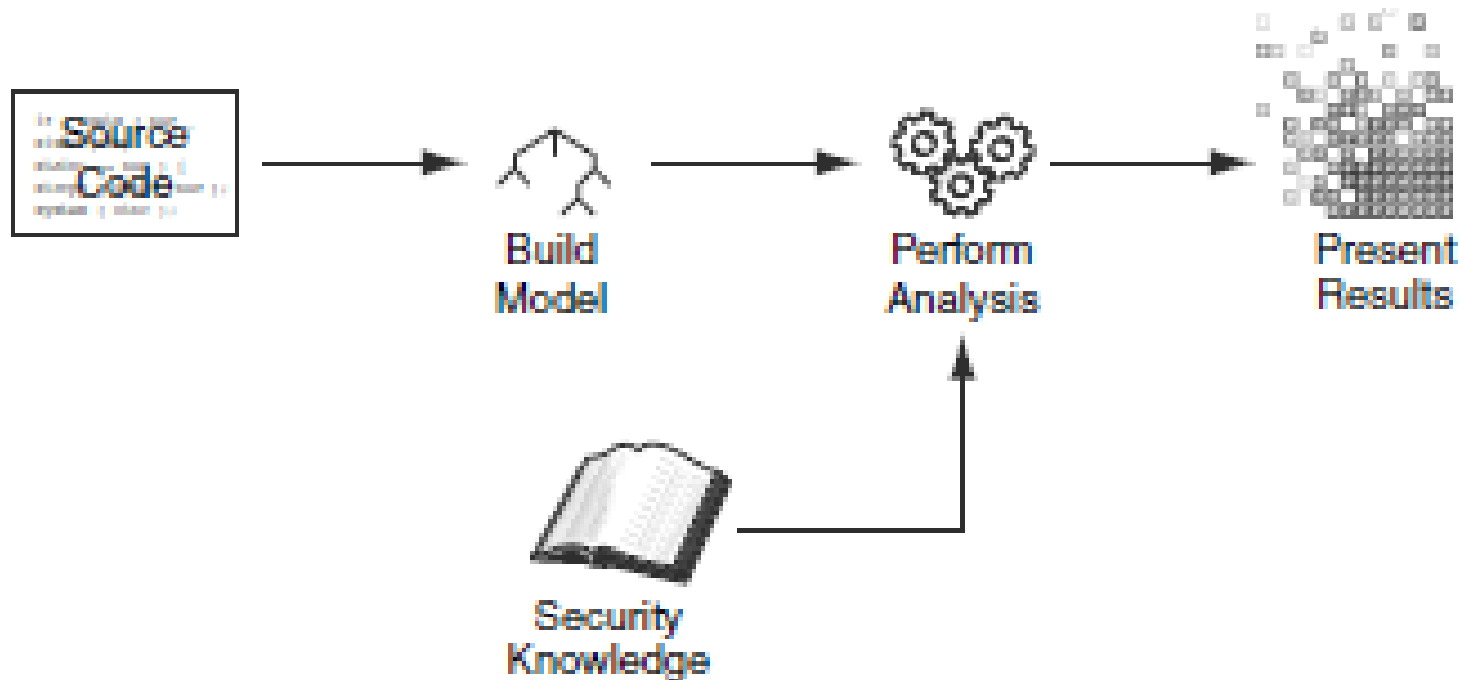 Source
Code
Build
Model
Perform
Analysis
Present
Results
Security
Knowledge